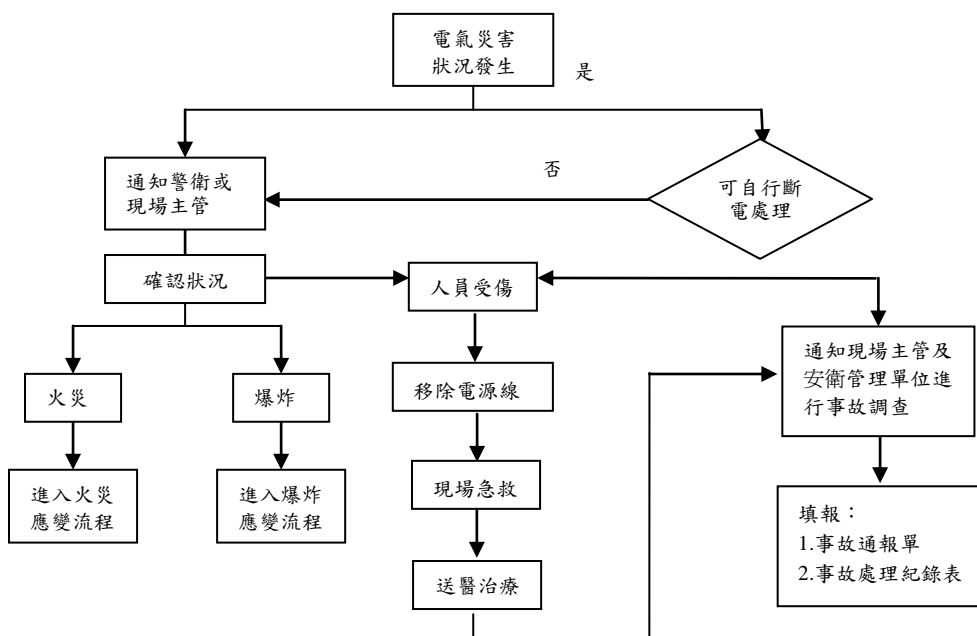 電氣災害
狀況發生
是
否
通知警衛或
現場主管
可自行斷
電處理
確認狀況
人員受傷
通知現場主管及
安衛管理單位進
行事故調查
火災
爆炸
移除電源線
進入火災
應變流程
進入爆炸
應變流程
現場急救
填報：
1.事故通報單
2.事故處理紀錄表
送醫治療